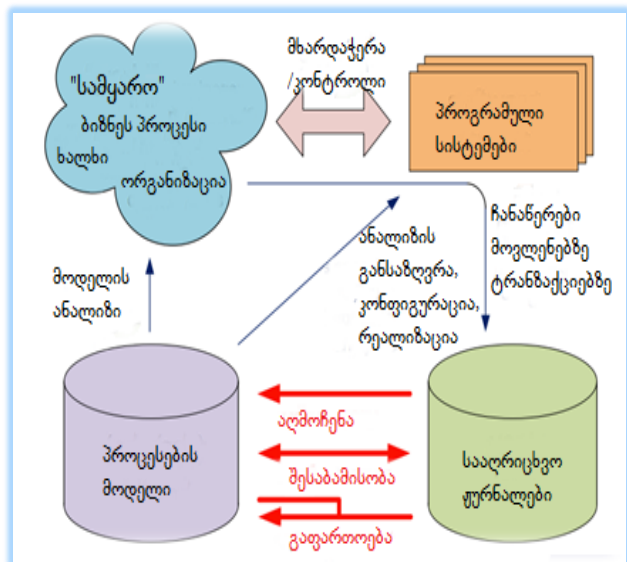 "სამყარო"
ბიზნეს პროცესი
ხალხი
ორგანიზაცია
მხარდაჭერა
/კონტროლი
პროგრამული
სისტემები
მოდელის
ანალიზი
ანალიზის
განსაზღვრა,
კონფიგურაცია,
რეალიზაცია
ჩანაწერები
მოვლენებზე
ტრანზაქციებზე
პროცესების
მოდელი
აღმოჩენა
შესაბამისობა
გაფართოება
სააღრიცხვო
ჟურნალები